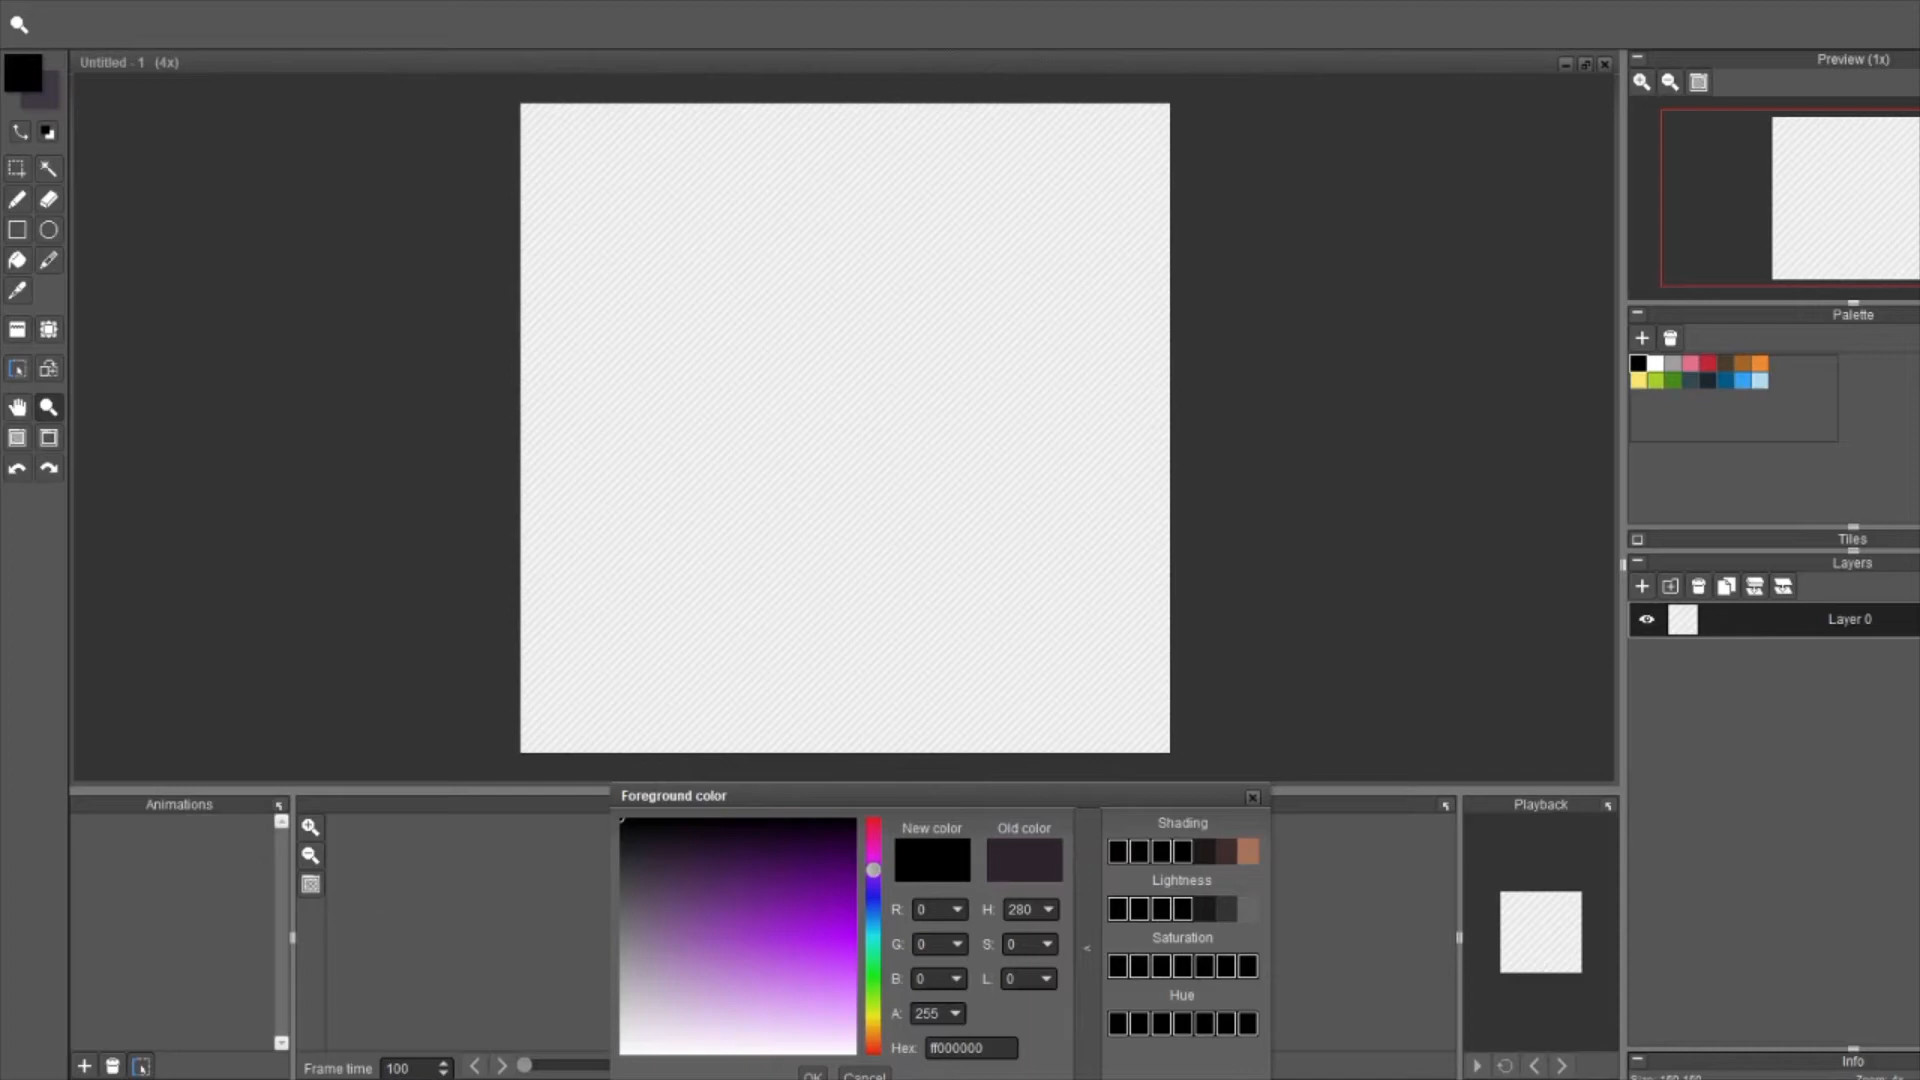 Untitled - 1 (4x)
Preview (1x)
Palette
Tiles
Layers
Layer 0
Animations
Frame time 100
Foreground color
New color
Old color
R: 0
H: 280
G: 0
S: 0
B: 0
L: 0
A: 255
Hex: ff000000
OK
Cancel
<
Shading
Lightness
Saturation
Hue
Playback
Info